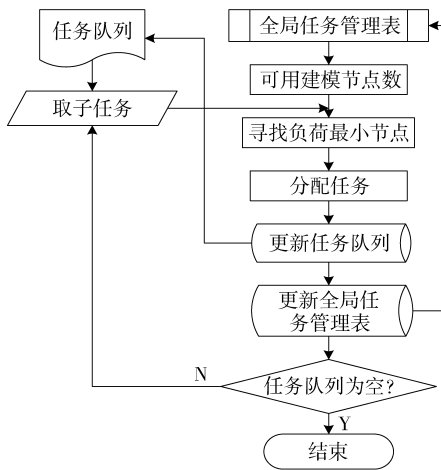 任务队列
全局任务管理表
可用建模节点数
取子任务
寻找负荷最小节点
分配任务
更新任务队列
更新全局任
务管理表
N
任务队列为空?
Y
结束